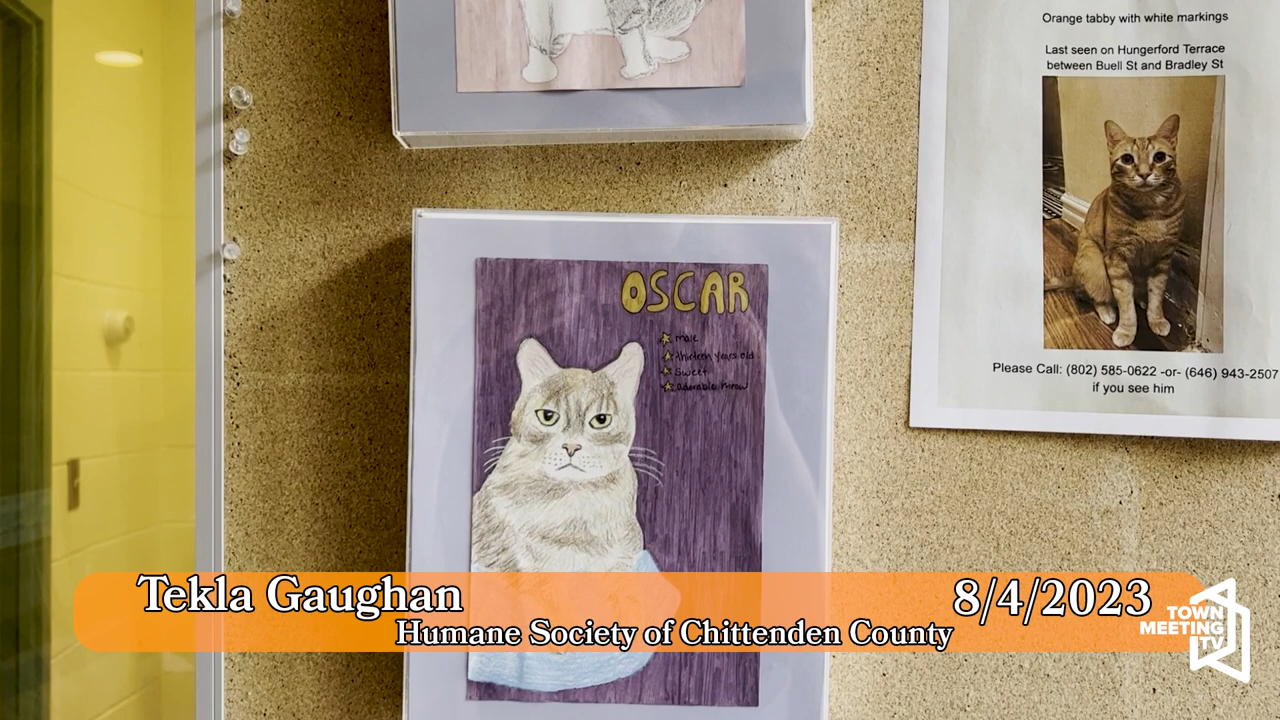 Orange tabby with white markings
Last seen on Hungerford Terrace
between Buell St and Bradley St
OSCAR
male
thirteen years old
sweet
adorable meow
Please Call: (802) 585-0622 -or- (646) 943-2507
if you see him
Tekla Gaughan
8/4/2023
Humane Society of Chittenden County
TOWN
MEETING
TV